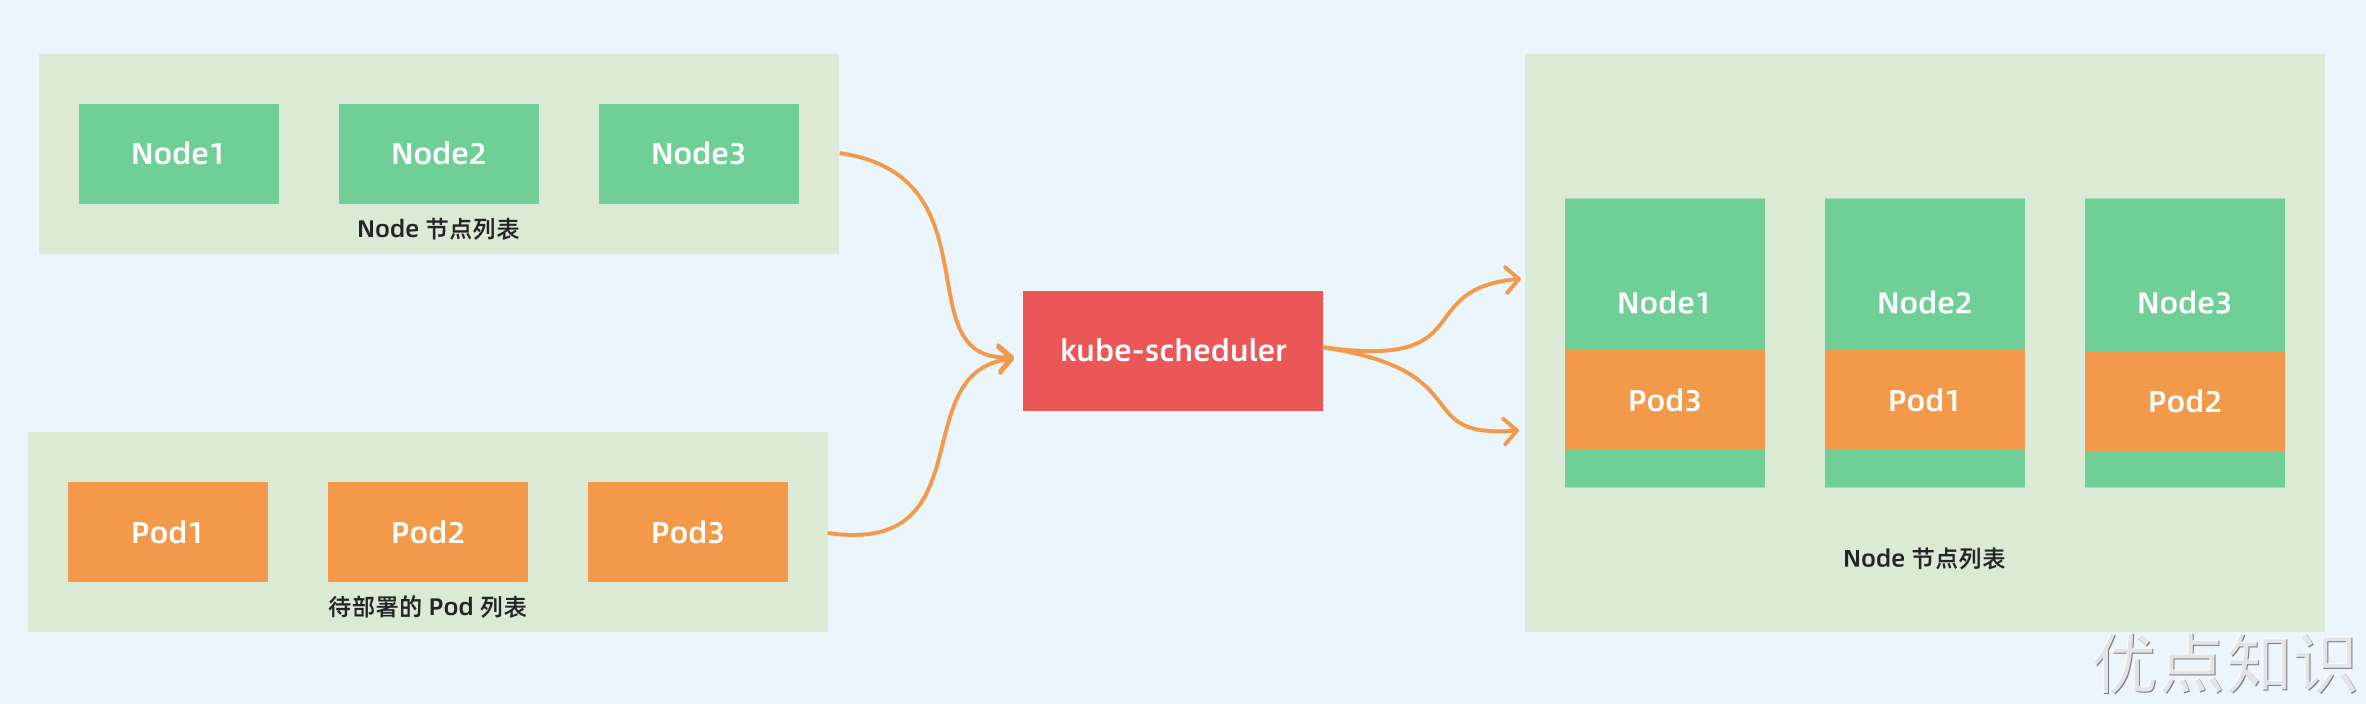 Node1
Node2
Node3
Node 节点列表
Pod1
Pod2
Pod3
待部署的 Pod 列表
kube-scheduler
Node1
Node2
Node3
Pod3
Pod1
Pod2
Node 节点列表
优点知识